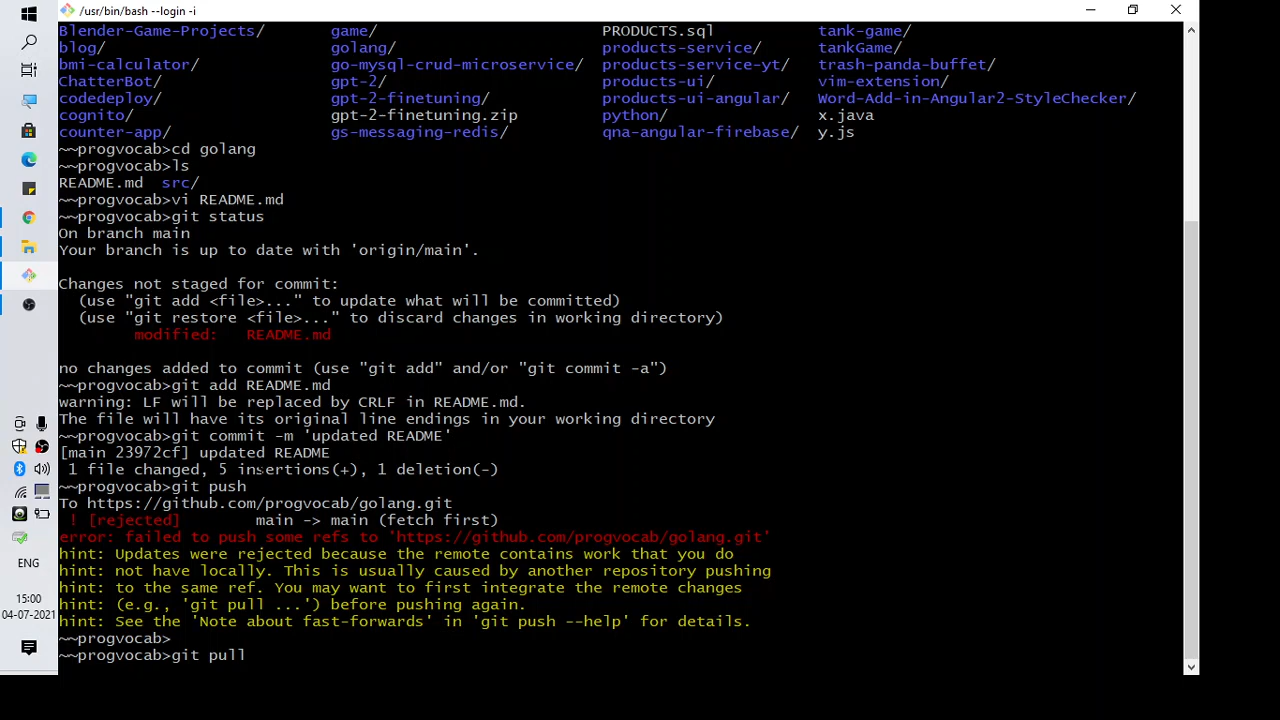 /usr/bin/bash --login -i
Blender-Game-Projects/ game/ PRODUCTS.sql tank-game/
blog/ golang/ products-service/ tankGame/
bmi-calculator/ go-mysql-crud-microservice/ products-service-yt/ trash-panda-buffet/
ChatterBot/ gpt-2/ products-ui/ vim-extension/
codedeploy/ gpt-2-finetuning/ products-ui-angular/ Word-Add-in-Angular2-StyleChecker/
cognito/ gpt-2-finetuning.zip python/ x.java
counter-app/ gs-messaging-redis/ qna-angular-firebase/ y.js
~~progvocab>cd golang
~~progvocab>ls
README.md src/
~~progvocab>vi README.md
~~progvocab>git status
On branch main
Your branch is up to date with 'origin/main'.
Changes not staged for commit:
(use "git add <file>..." to update what will be committed)
(use "git restore <file>..." to discard changes in working directory)
modified: README.md
no changes added to commit (use "git add" and/or "git commit -a")
~~progvocab>git add README.md
warning: LF will be replaced by CRLF in README.md.
The file will have its original line endings in your working directory
~~progvocab>git commit -m 'updated README'
[main 23972cf] updated README
1 file changed, 5 insertions(+), 1 deletion(-)
~~progvocab>git push
To https://github.com/progvocab/golang.git
! [rejected] main -> main (fetch first)
error: failed to push some refs to 'https://github.com/progvocab/golang.git'
hint: Updates were rejected because the remote contains work that you do
hint: not have locally. This is usually caused by another repository pushing
hint: to the same ref. You may want to first integrate the remote changes
hint: (e.g., 'git pull ...') before pushing again.
hint: See the 'Note about fast-forwards' in 'git push --help' for details.
~~progvocab>
~~progvocab>git pull
ENG
15:00
04-07-2021